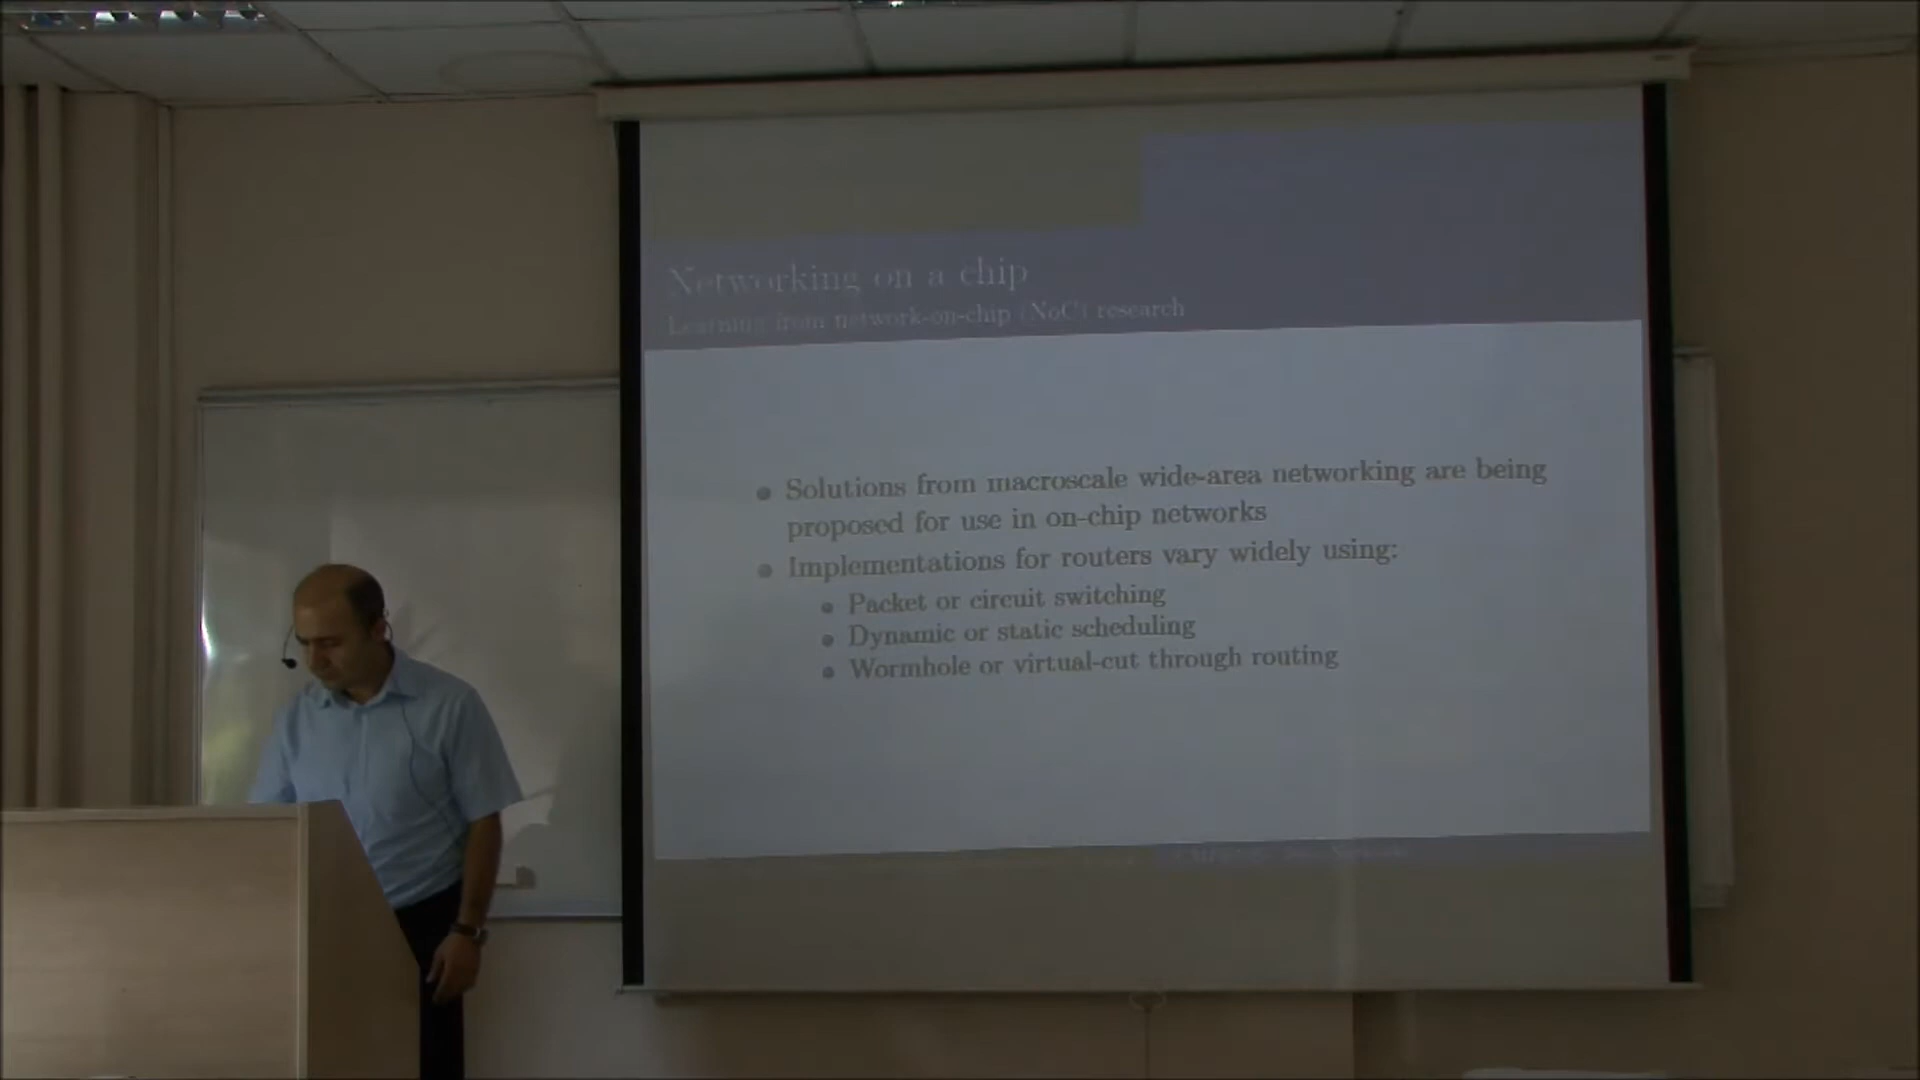 Networking on a chip
Learning from network-on-chip (NoC) research
Solutions from macroscale wide-area networking are being
proposed for use in on-chip networks
Implementations for routers vary widely using:
Packet or circuit switching
Dynamic or static scheduling
Wormhole or virtual-cut through routing